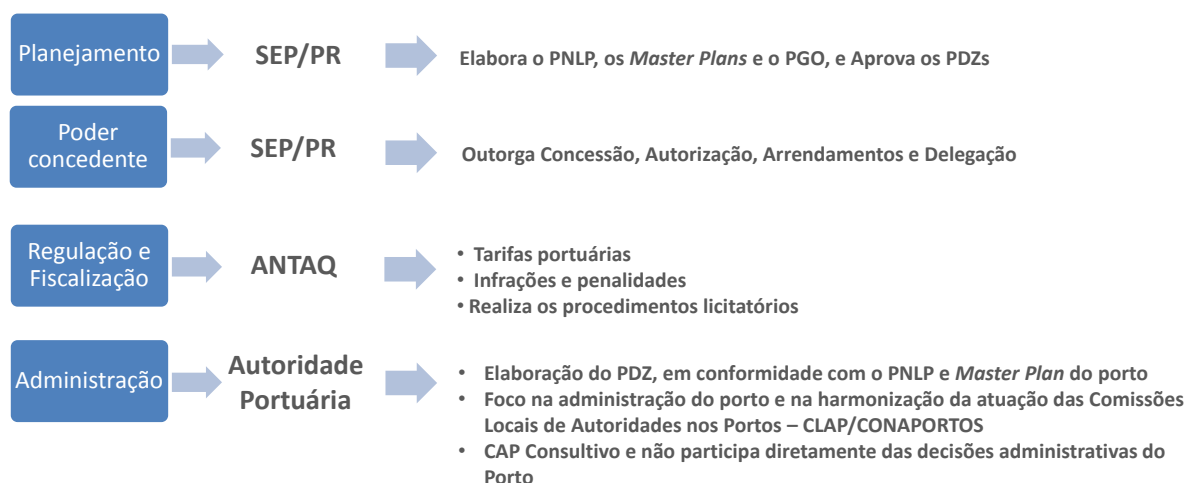 Planejamento
SEP/PR
Elabora o PNLP, os Master Plans e o PGO, e Aprova os PDZs
Poder
concedente
SEP/PR
Outorga Concessão, Autorização, Arrendamentos e Delegação
Regulação e
Fiscalização
ANTAQ
• Tarifas portuárias
• Infrações e penalidades
• Realiza os procedimentos licitatórios
Administração
Autoridade
Portuária
• Elaboração do PDZ, em conformidade com o PNLP e Master Plan do porto
• Foco na administração do porto e na harmonização da atuação das Comissões
Locais de Autoridades nos Portos – CLAP/CONAPORTOS
• CAP Consultivo e não participa diretamente das decisões administrativas do
Porto